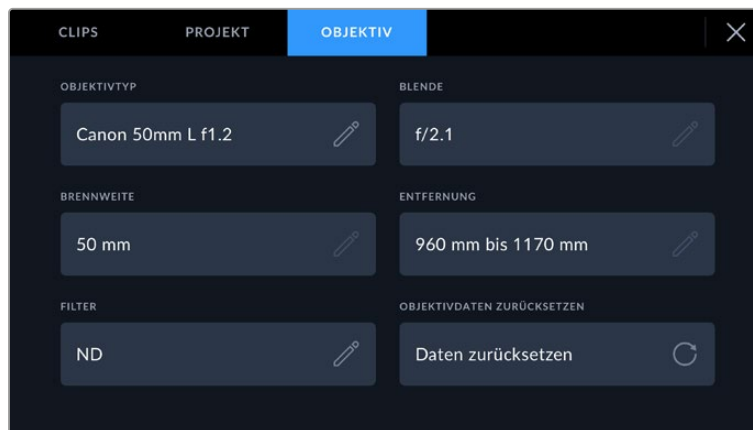 CLIPS PROJEKT OBJEKTIV
OBJEKTIVTYP BLENDE
Canon 50mm L f1.2 f/2.1
BRENNWEITE ENTFERNUNG
50 mm 960 mm bis 1170 mm
FILTER OBJEKTIVDATEN ZURÜCKSETZEN
ND Daten zurücksetzen